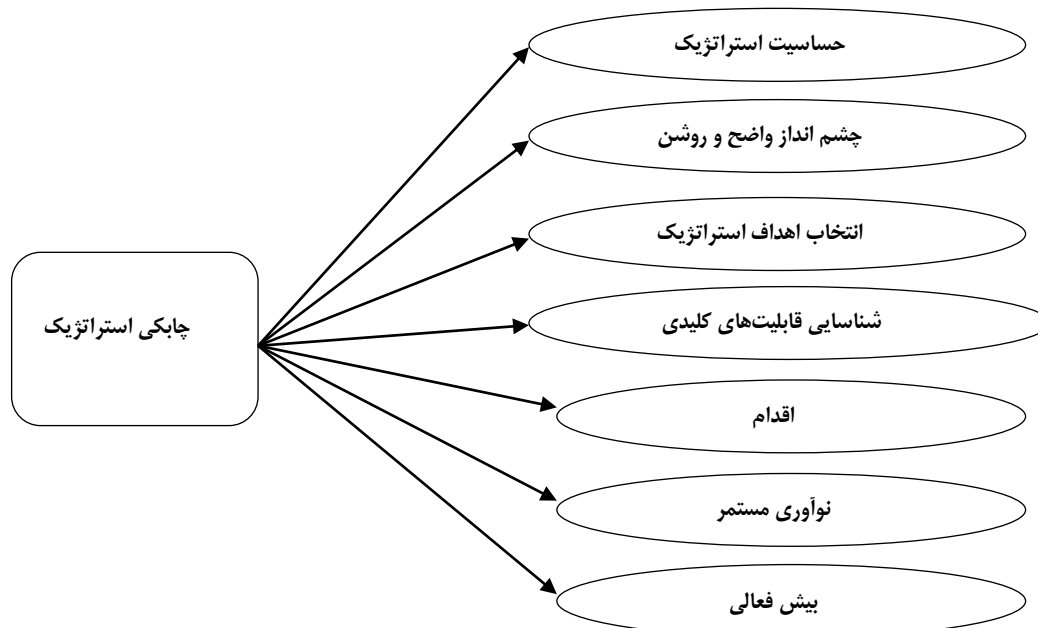 حساسیت استراتژیک
چشم انداز واضح و روشن
انتخاب اهداف استراتژیک
شناسایی قابلیت‌های کلیدی
چابکی استراتژیک
اقدام
نوآوری مستمر
بیش فعالی